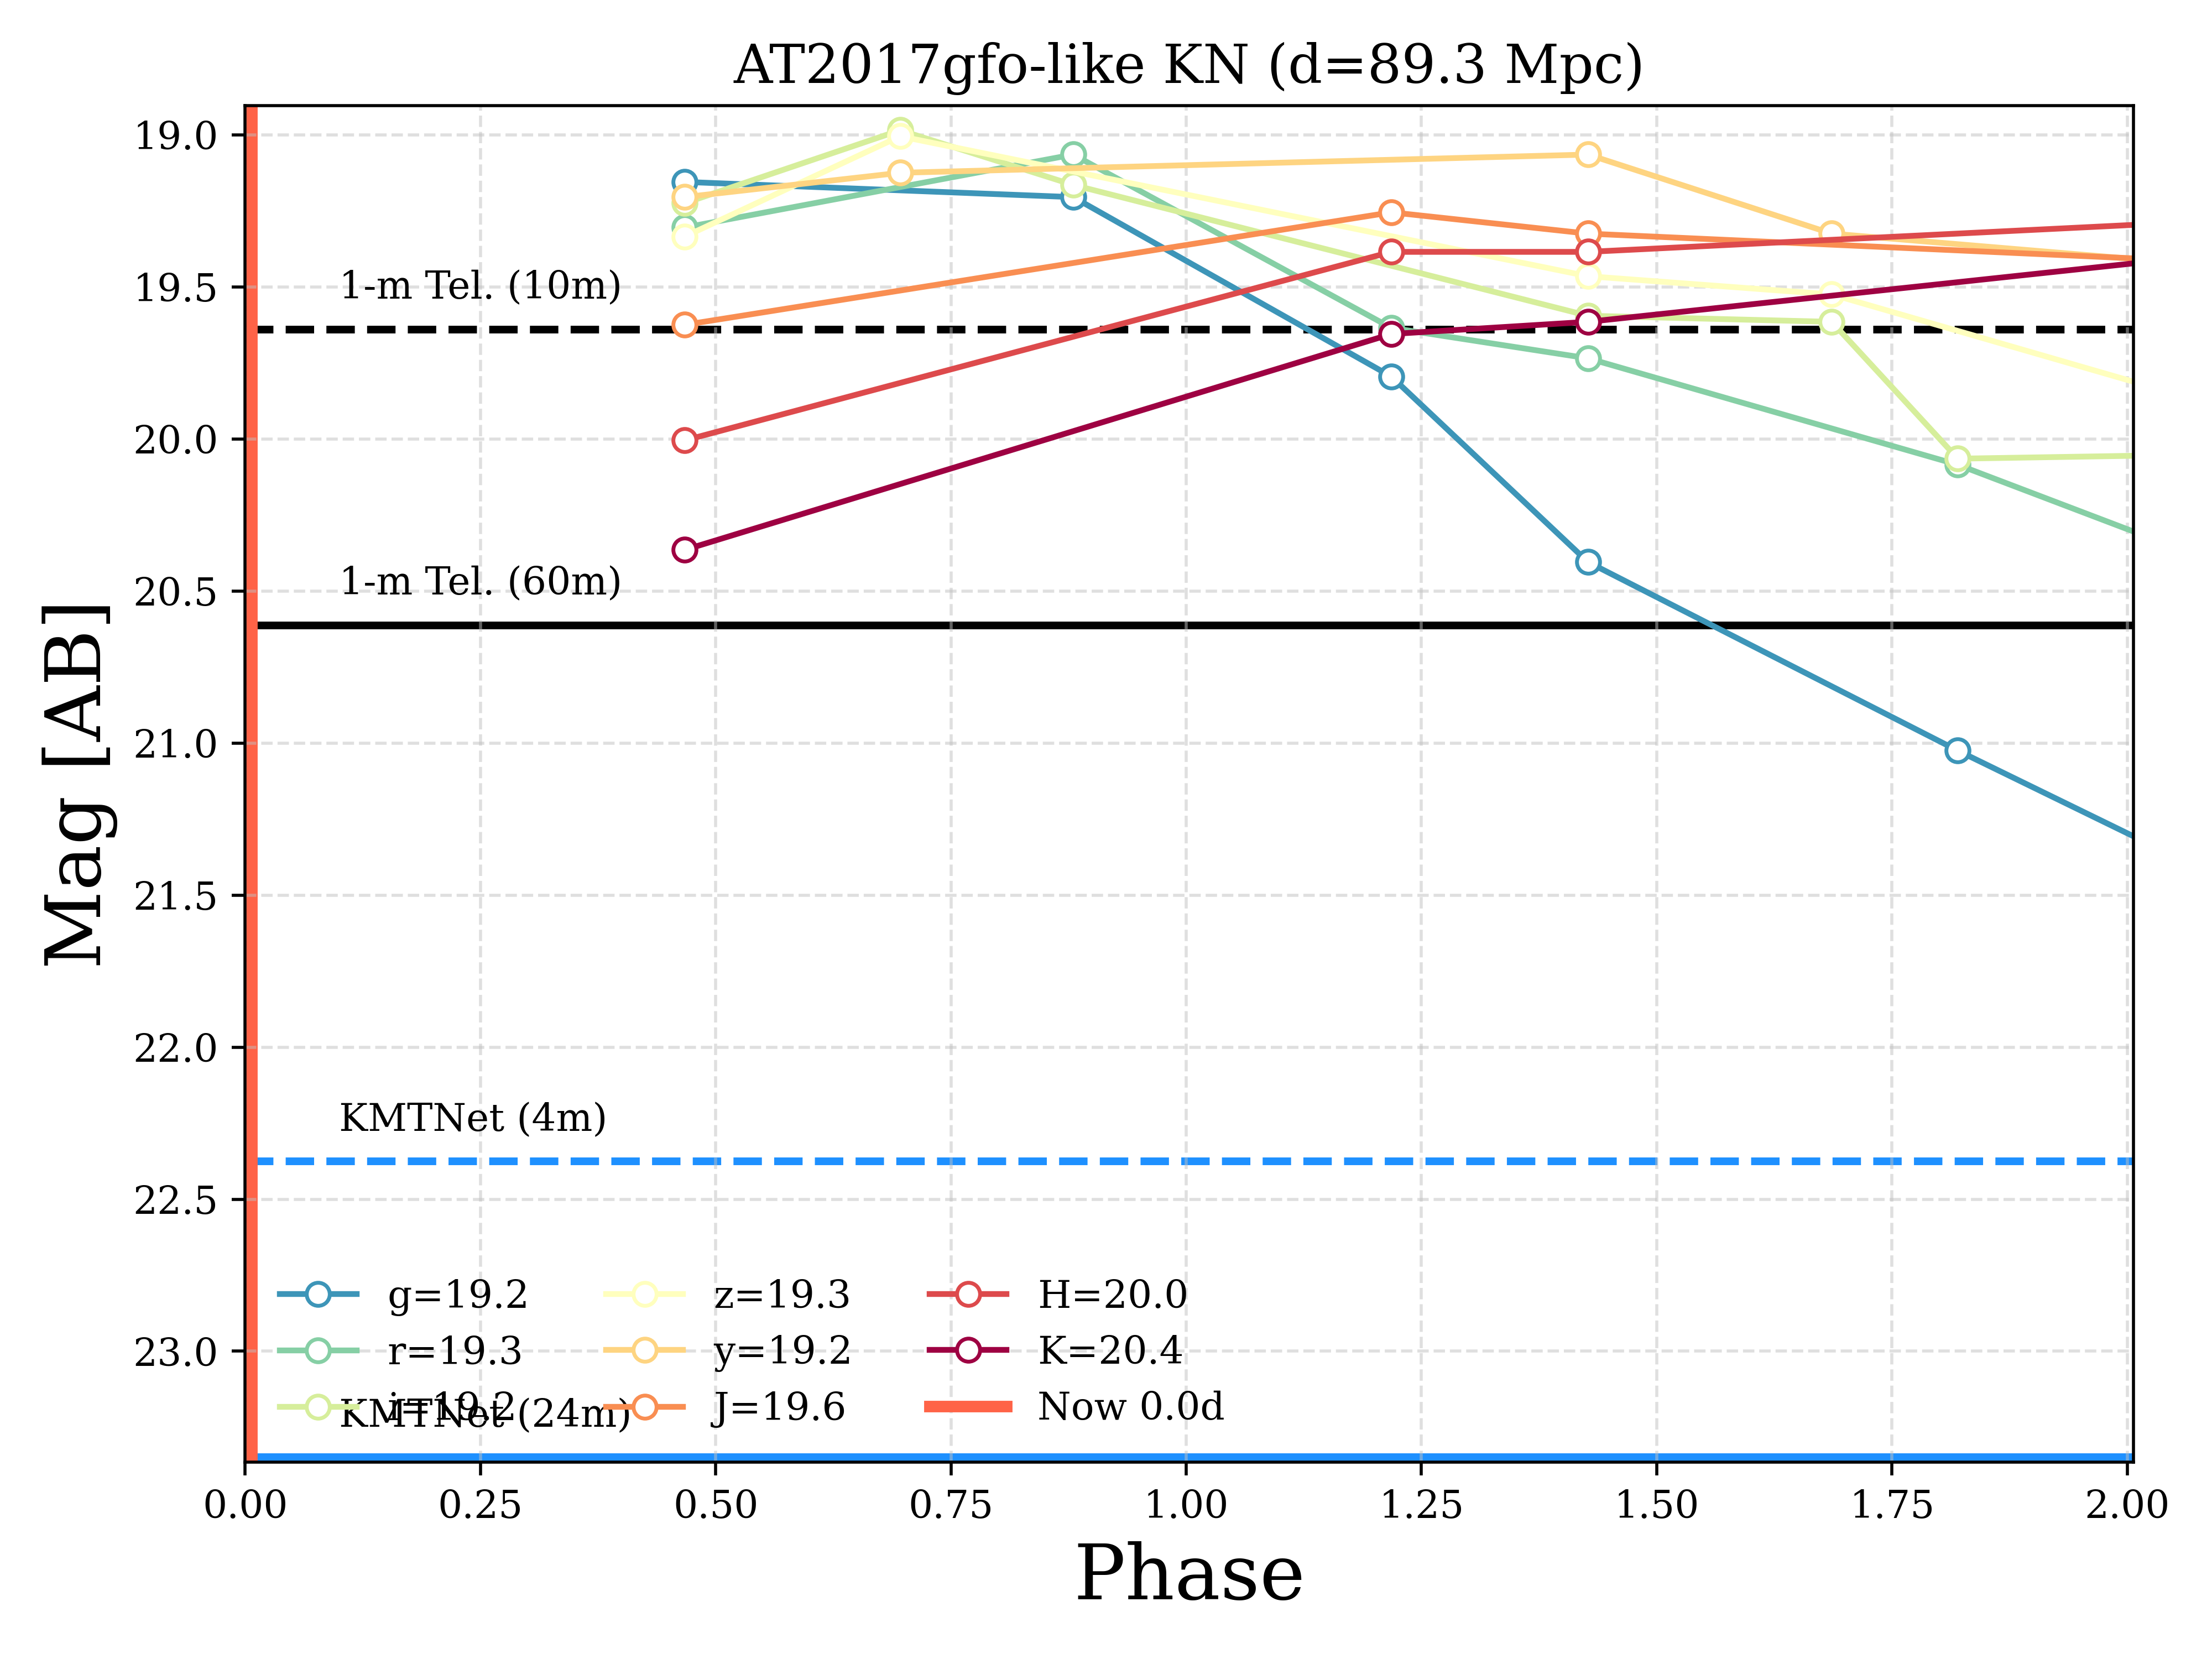 AT2017gfo-like KN (d=89.3 Mpc)
Mag [AB]
19.0
19.5
20.0
20.5
21.0
21.5
22.0
22.5
23.0
1-m Tel. (10m)
1-m Tel. (60m)
KMTNet (4m)
KMTNet (24m)
g=19.2
r=19.3
i=19.2
z=19.3
y=19.2
J=19.6
H=20.0
K=20.4
Now 0.0d
0.00 0.25 0.50 0.75 1.00 1.25 1.50 1.75 2.00
Phase